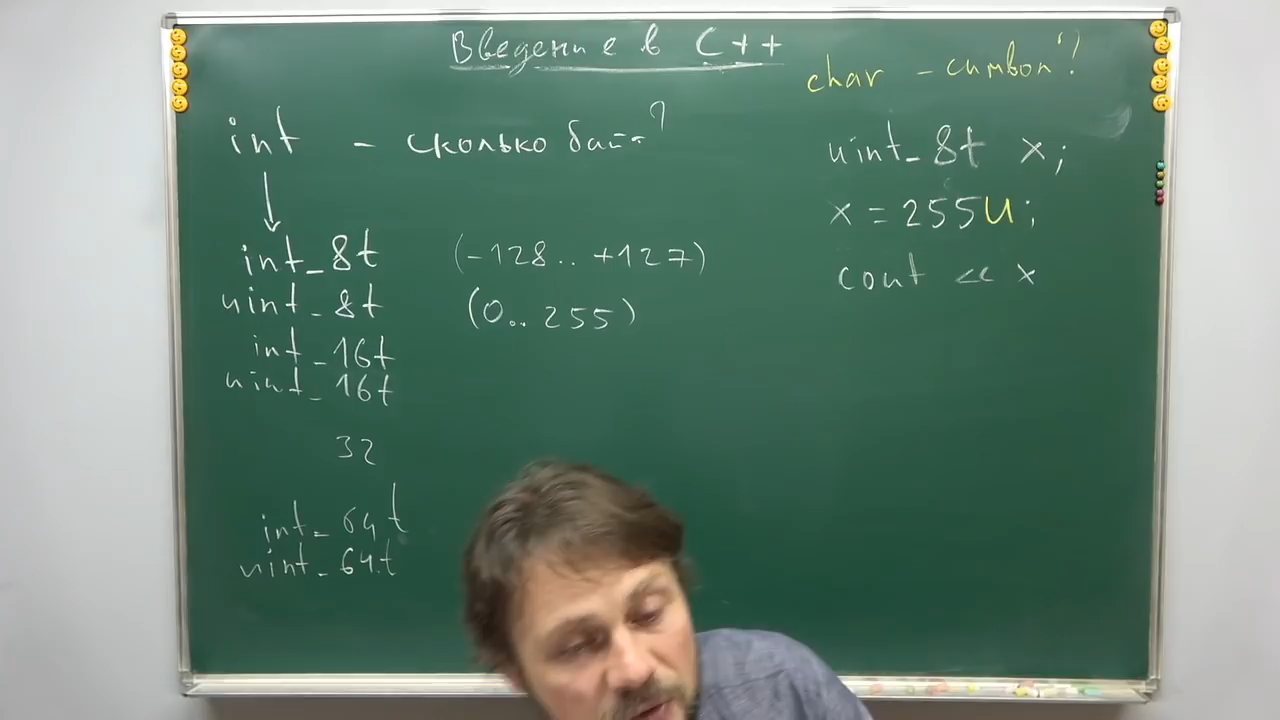 Введение в C++
char - символ?
int - сколько байт?
int_8t (-128..+127)
uint_8t (0..255)
int_16t
uint_16t
32
int_64t
uint_64t
uint_8t x;
x = 255U;
cout << x